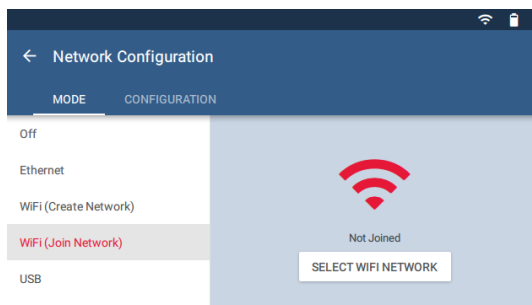 Network Configuration
MODE CONFIGURATION
Off
Ethernet
WiFi (Create Network)
WiFi (Join Network)
USB
Not Joined
SELECT WIFI NETWORK